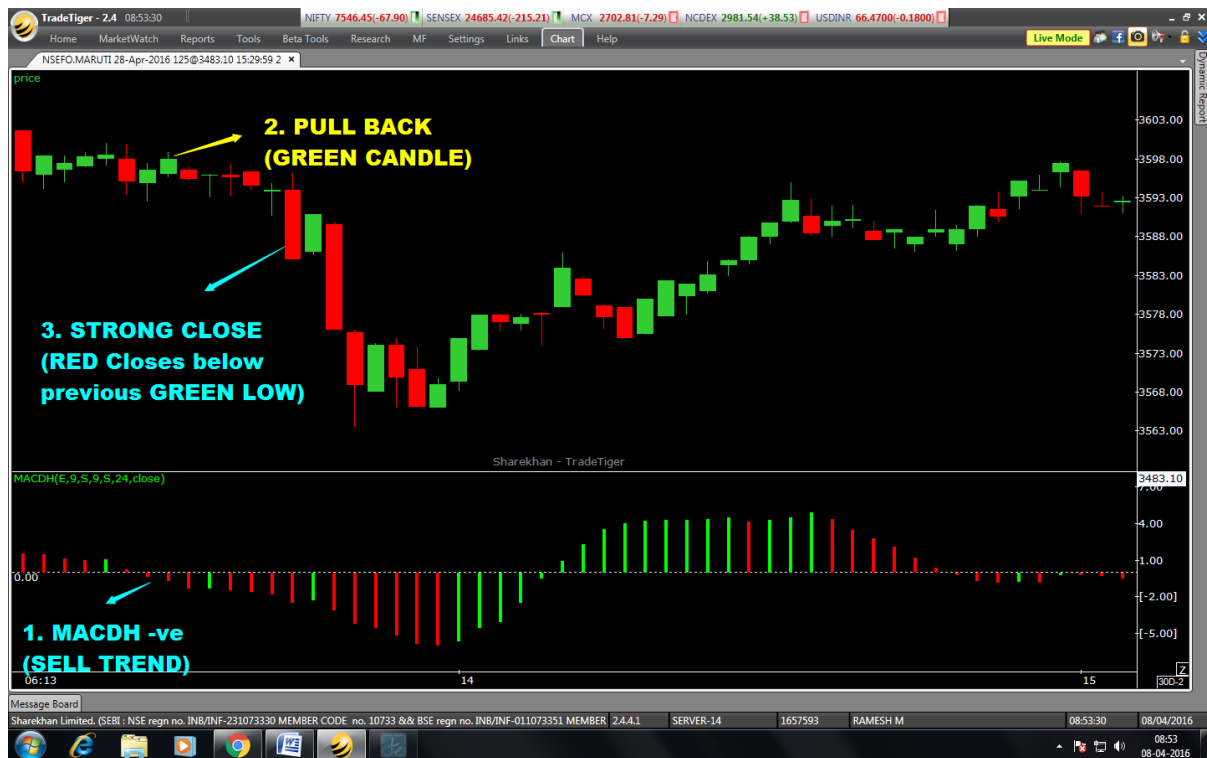 TradeTiger - 2.4 08:53:30 NIFTY 7546.45(-67.90) SENSEX 24685.42(-215.21) MCX 2702.81(-7.29) NCDEX 2981.54(+38.53) USDINR 66.4700(-0.1800)
Home MarketWatch Reports Tools Beta Tools Research MF Settings Links Chart Help Live Mode
NSEFO.MARUTI 28-Apr-2016 125@3483.10 15:29:59 2
Dynamic Report
price
3603.00
2. PULL BACK
(GREEN CANDLE)
3598.00
3593.00
3588.00
3583.00
3578.00
3. STRONG CLOSE
(RED Closes below
previous GREEN LOW)
3573.00
3568.00
3563.00
Sharekhan - TradeTiger
MACDH(E,9,S,9,S,24,close)
3483.10
7.00
4.00
1.00
0.00
[-2.00]
[-5.00]
1. MACDH -ve
(SELL TREND)
06:13 14 15 30D-2
Z
Message Board
Sharekhan Limited. (SEBI : NSE regn no. INB/INF-231073330 MEMBER CODE no. 10733 && BSE regn no. INB/INF-011073351 MEMBER 2.4.4.1 SERVER-14 1657593 RAMESH M 08:53:30 08/04/2016
08:53
08-04-2016